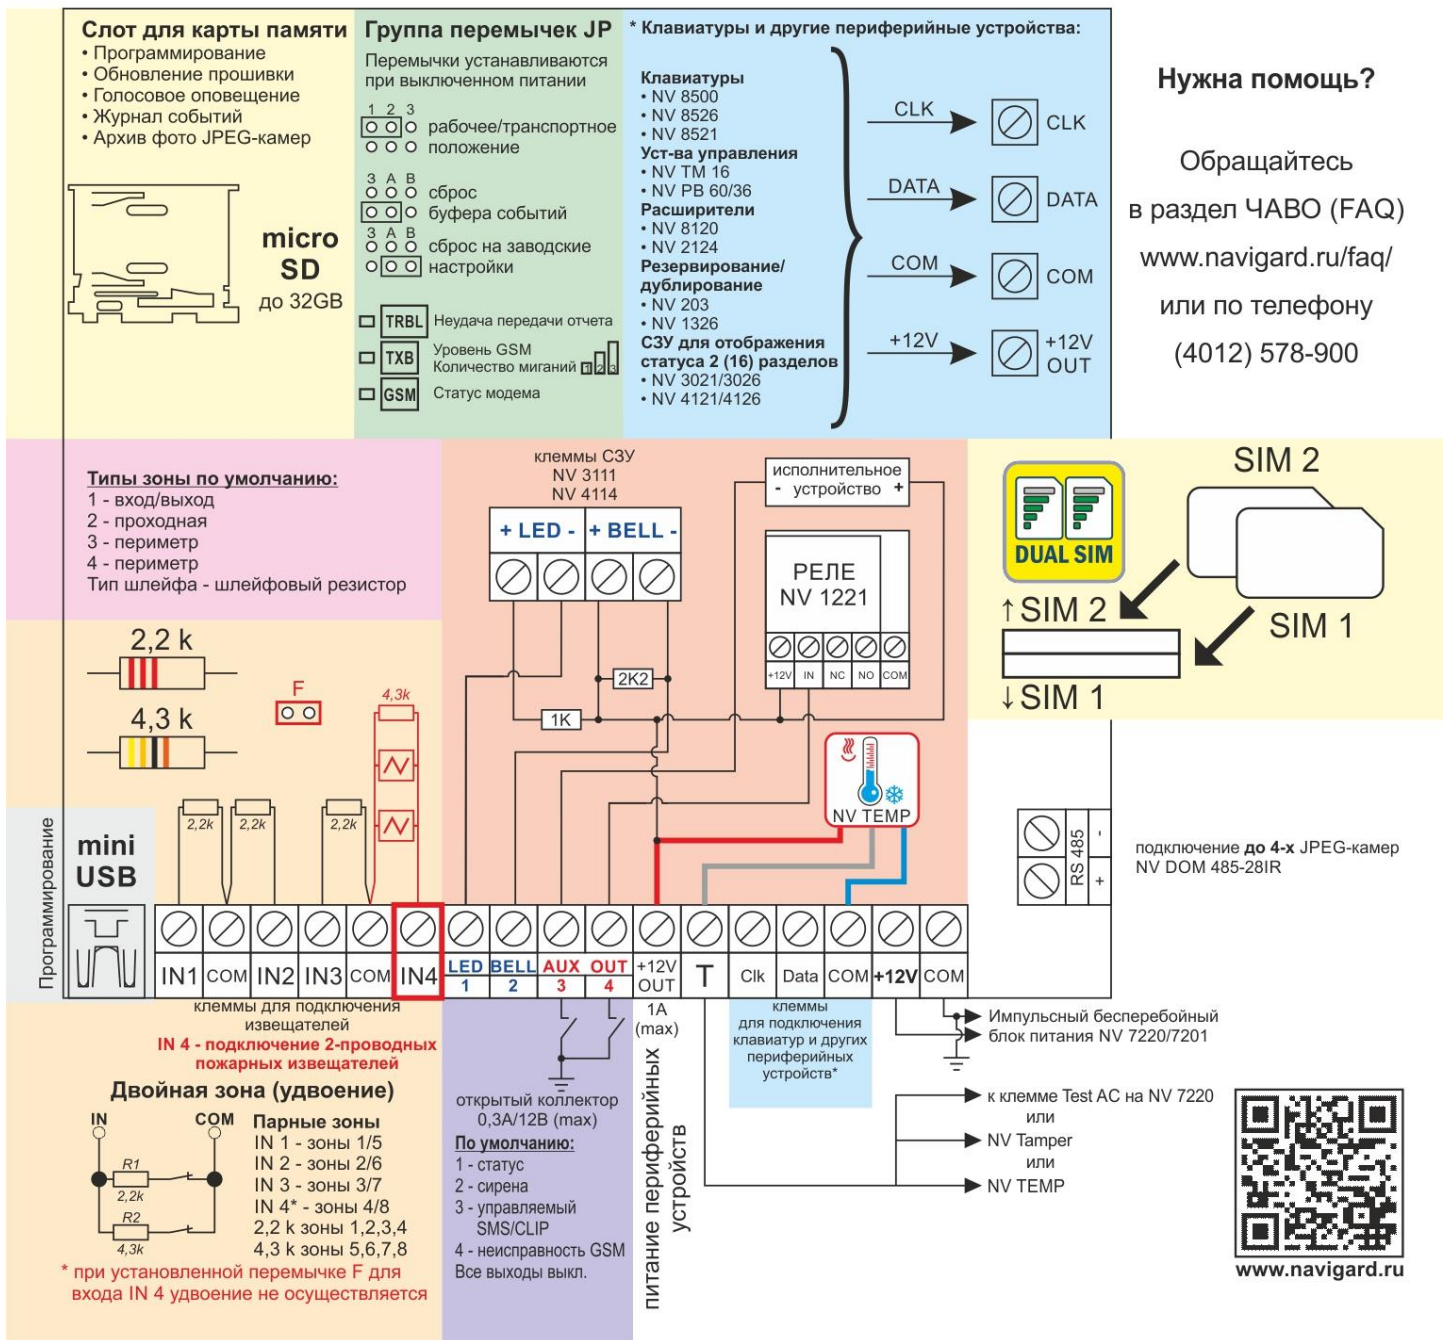 Слот для карты памяти
• Программирование
• Обновление прошивки
• Голосовое оповещение
• Журнал событий
• Архив фото JPEG-камер
micro
SD
до 32GB
Группа перемычек JP
Перемычки устанавливаются
при выключенном питании
1 2 3
рабочее/транспортное
положение
3 A B
сброс
буфера событий
3 A B
сброс на заводские
настройки
TRBL Неудача передачи отчета
TXB Уровень GSM
Количество миганий 1 2 3
GSM Статус модема
* Клавиатуры и другие периферийные устройства:
Клавиатуры
• NV 8500
• NV 8526
• NV 8521
Уст-ва управления
• NV TM 16
• NV PB 60/36
Расширители
• NV 8120
• NV 2124
Резервирование/
дублирование
• NV 203
• NV 1326
СЗУ для отображения
статуса 2 (16) разделов
• NV 3021/3026
• NV 4121/4126
CLK CLK
DATA DATA
COM COM
+12V +12V
OUT
Нужна помощь?
Обращайтесь
в раздел ЧАВО (FAQ)
www.navigard.ru/faq/
или по телефону
(4012) 578-900
Типы зоны по умолчанию:
1 - вход/выход
2 - проходная
3 - периметр
4 - периметр
Тип шлейфа - шлейфовый резистор
2,2 k
4,3 k
F
4,3k
2,2k 2,2k 2,2k
клеммы СЗУ
NV 3111
NV 4114
+ LED - + BELL -
исполнительное
- устройство +
РЕЛЕ
NV 1221
+12V IN NC NO COM
2K2
1K
NV TEMP
DUAL SIM
SIM 2
SIM 1
↑SIM 2
↓SIM 1
RS 485
- +
подключение до 4-х JPEG-камер
NV DOM 485-28IR
Программирование
mini
USB
IN1 COM IN2 IN3 COM IN4 LED BELL AUX OUT +12V T Clk Data COM +12V COM
1 2 3 4 OUT
клеммы для подключения
извещателей
IN 4 - подключение 2-проводных
пожарных извещателей
Двойная зона (удвоение)
IN COM
R1
2,2k
R2
4,3k
Парные зоны
IN 1 - зоны 1/5
IN 2 - зоны 2/6
IN 3 - зоны 3/7
IN 4* - зоны 4/8
2,2 k зоны 1,2,3,4
4,3 k зоны 5,6,7,8
* при установленной перемычке F для
входа IN 4 удвоение не осуществляется
открытый коллектор
0,3А/12В (max)
По умолчанию:
1 - статус
2 - сирена
3 - управляемый
SMS/CLIP
4 - неисправность GSM
Все выходы выкл.
1А
(max)
питание периферийных
устройств
клеммы
для подключения
клавиатур и других
периферийных
устройств*
Импульсный бесперебойный
блок питания NV 7220/7201
к клемме Test AC на NV 7220
или
NV Tamper
или
NV TEMP
www.navigard.ru